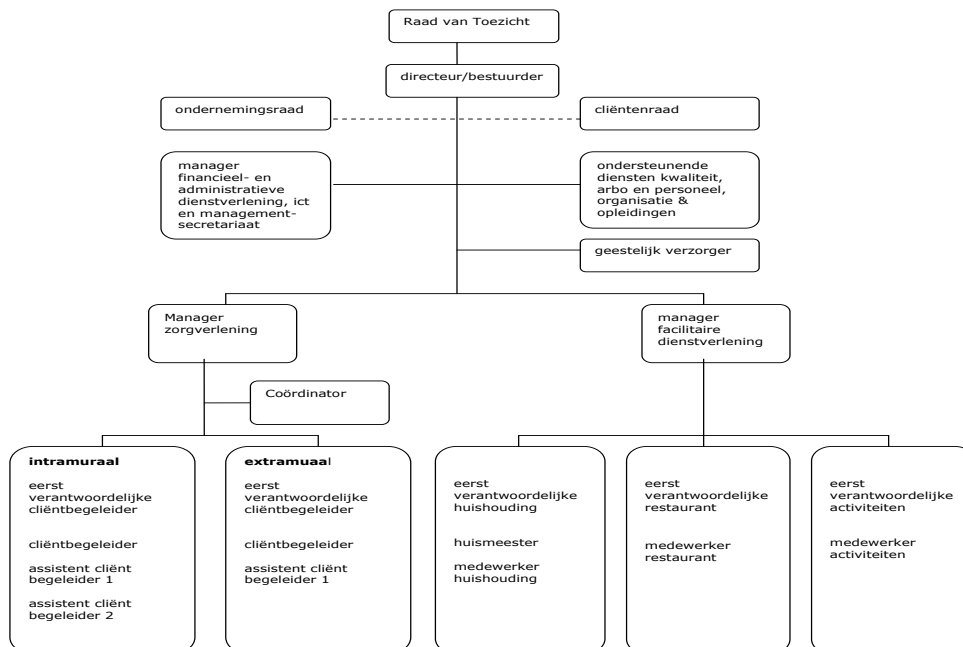 Raad van Toezicht
directeur/bestuurder
ondernemingsraad
cliëntenraad
manager
financieel- en
administratieve
dienstverlening, ict
en management-
secretariaat
ondersteunende
diensten kwaliteit,
arbo en personeel,
organisatie &
opleidingen
geestelijk verzorger
Manager
zorgverlening
manager
facilitaire
dienstverlening
Coördinator
intramuraal
eerst
verantwoordelijke
cliëntbegeleider
cliëntbegeleider
assistent cliënt
begeleider 1
assistent cliënt
begeleider 2
extramuaal
eerst
verantwoordelijke
cliëntbegeleider
cliëntbegeleider
assistent cliënt
begeleider 1
eerst
verantwoordelijke
huishouding
huismeester
medewerker
huishouding
eerst
verantwoordelijke
restaurant
medewerker
restaurant
eerst
verantwoordelijke
activiteiten
medewerker
activiteiten